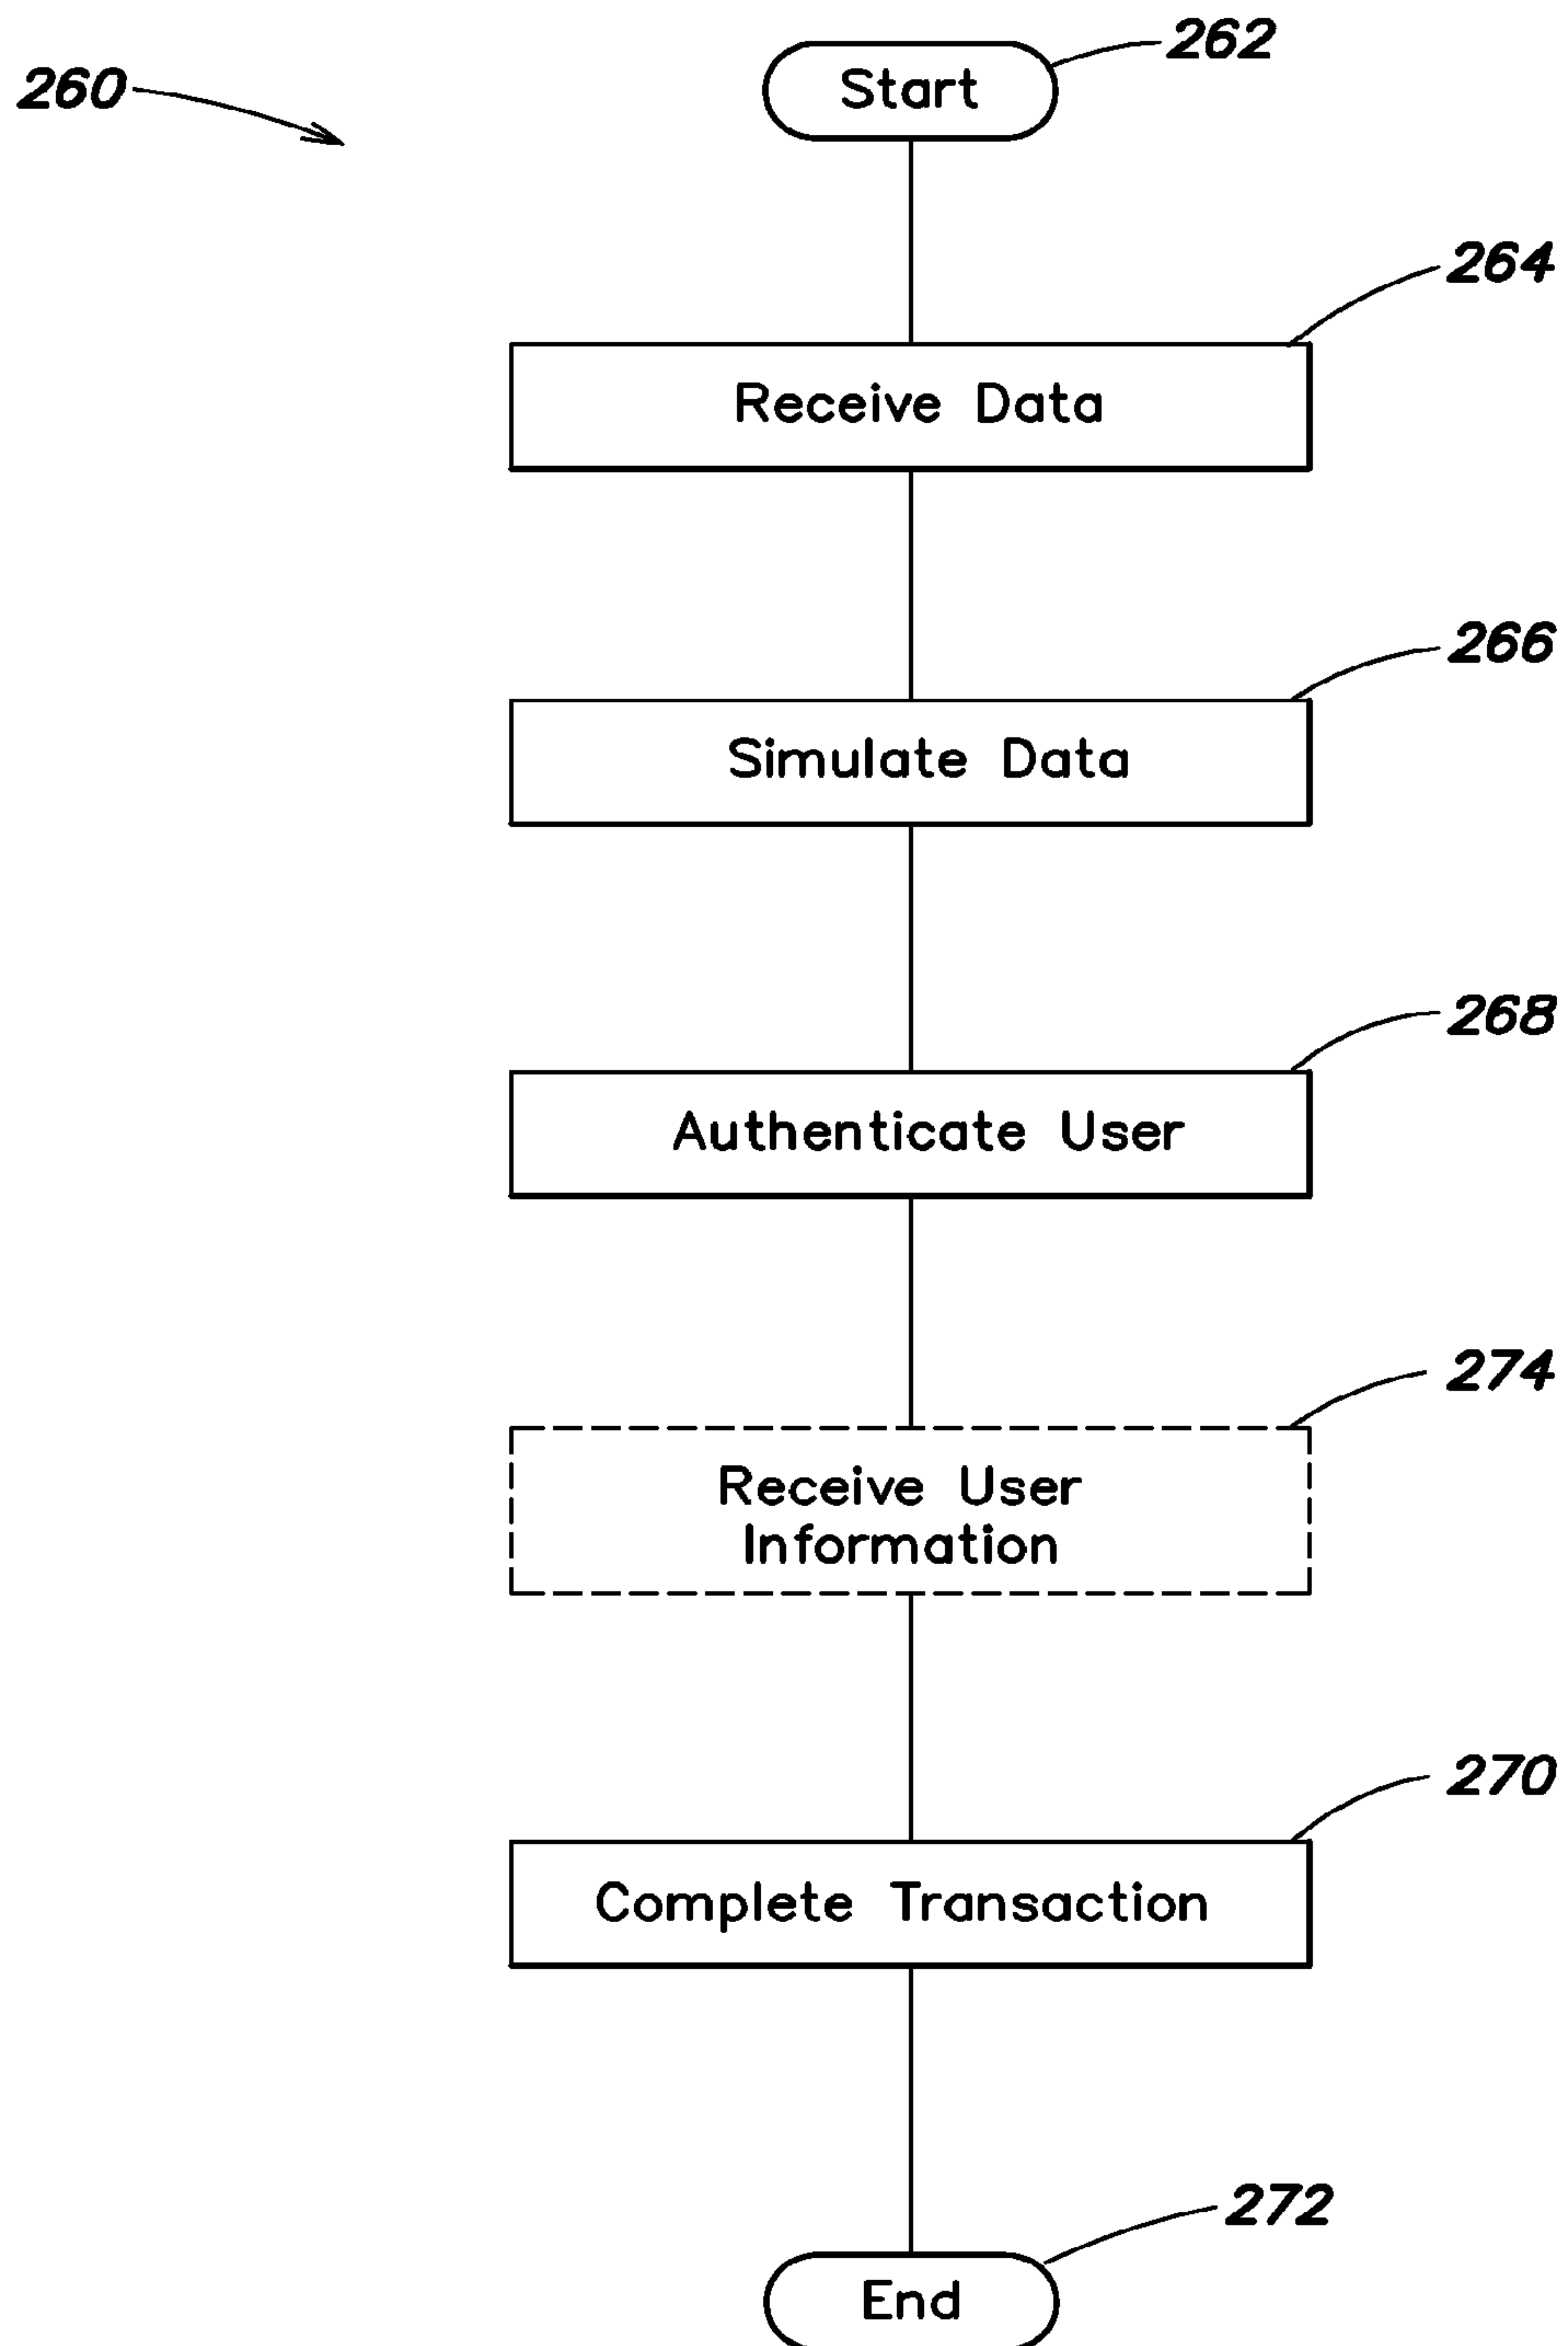 262
Start
260
264
Receive Data
266
Simulate Data
268
Authenticate User
274
Receive User
Information
270
Complete Transaction
272
End